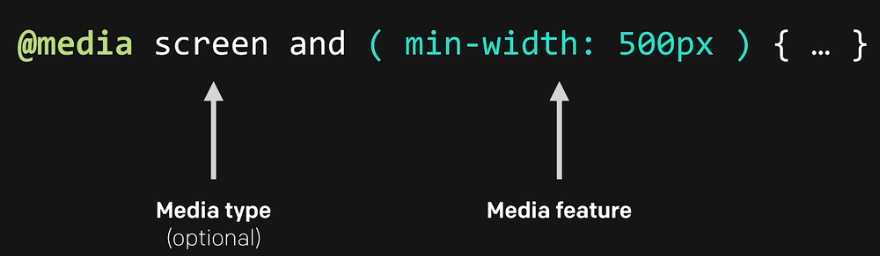 @media screen and ( min-width: 500px ) { … }
Media type
(optional)
Media feature